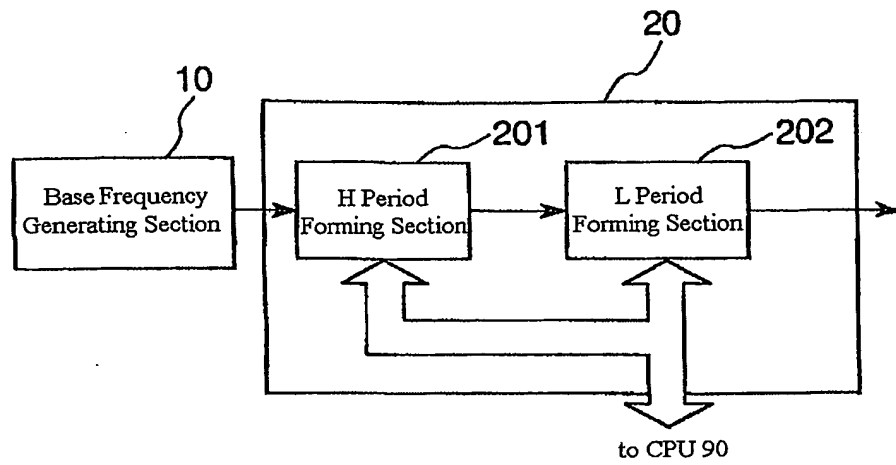 20
10
201
202
Base Frequency
Generating Section
H Period
Forming Section
L Period
Forming Section
to CPU 90